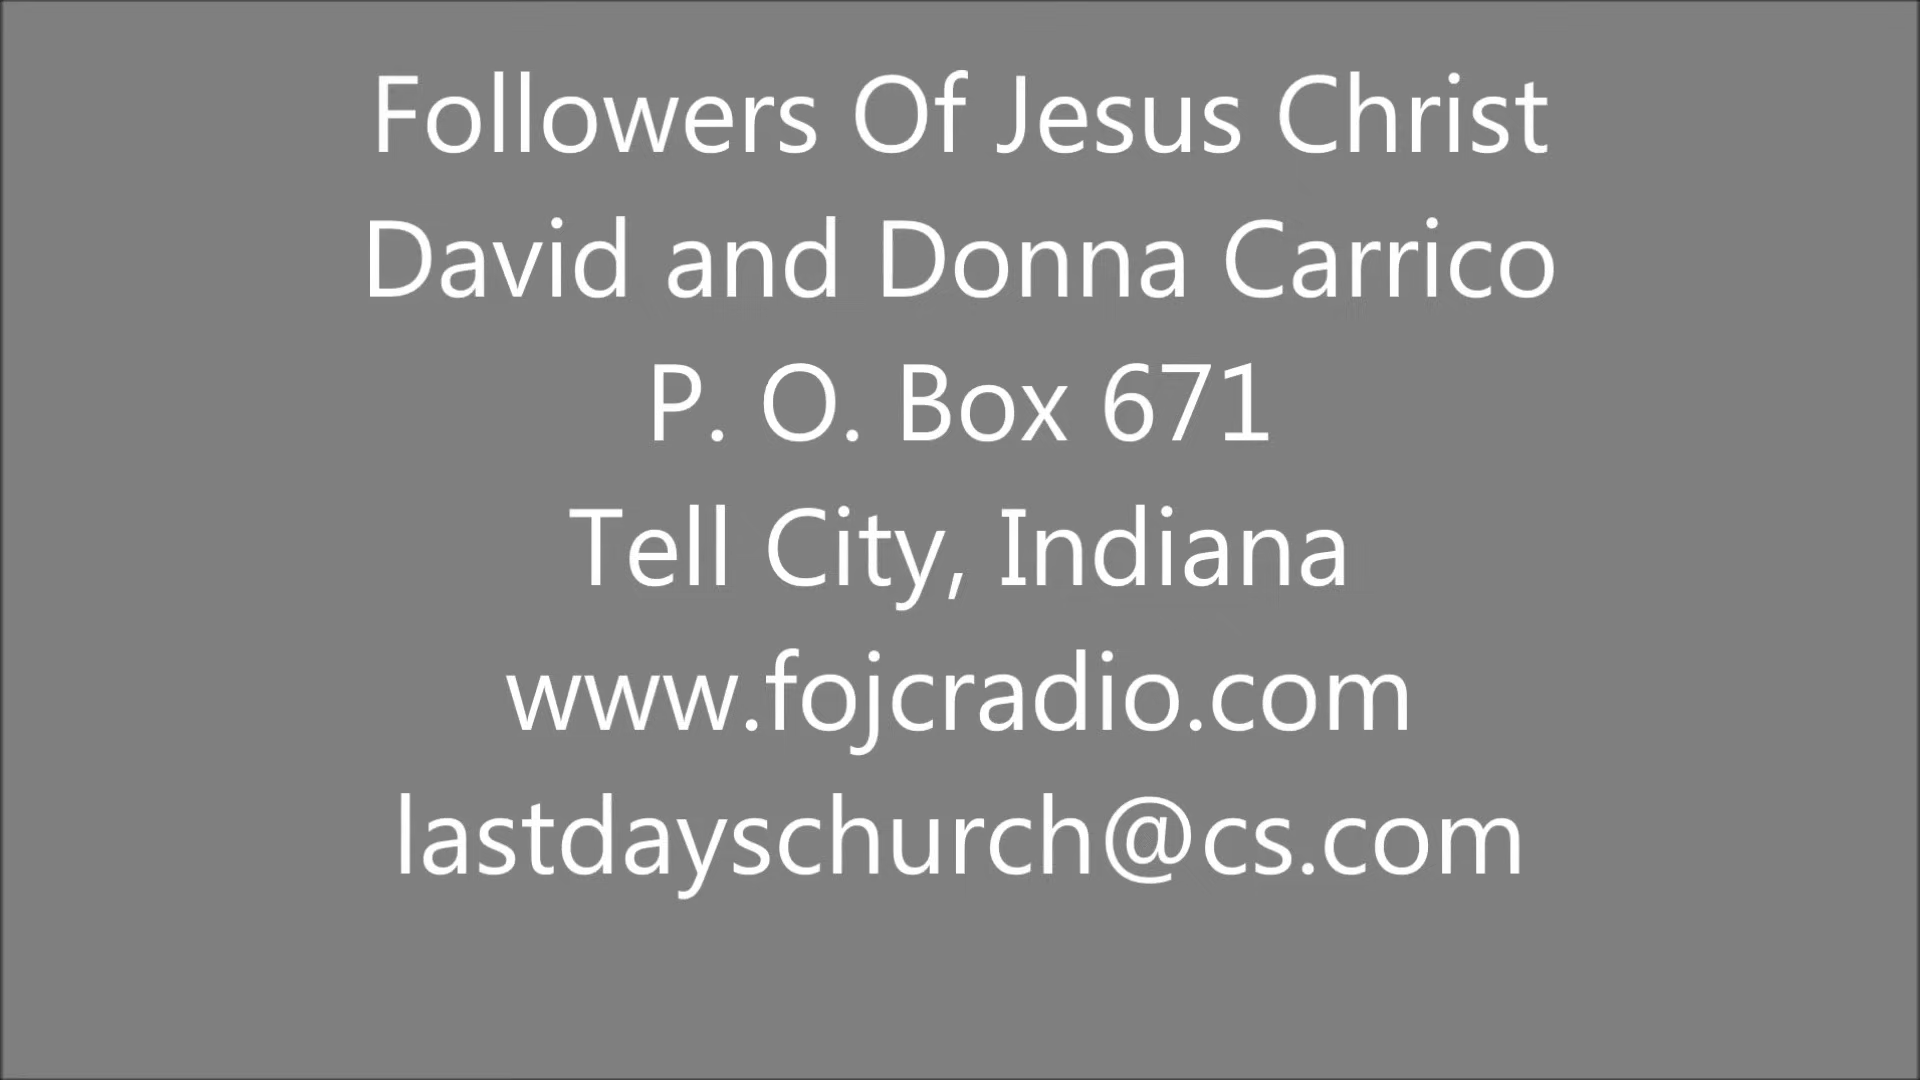 Followers Of Jesus Christ
David and Donna Carrico
P. O. Box 671
Tell City, Indiana
www.fojcradio.com
lastdayschurch@cs.com